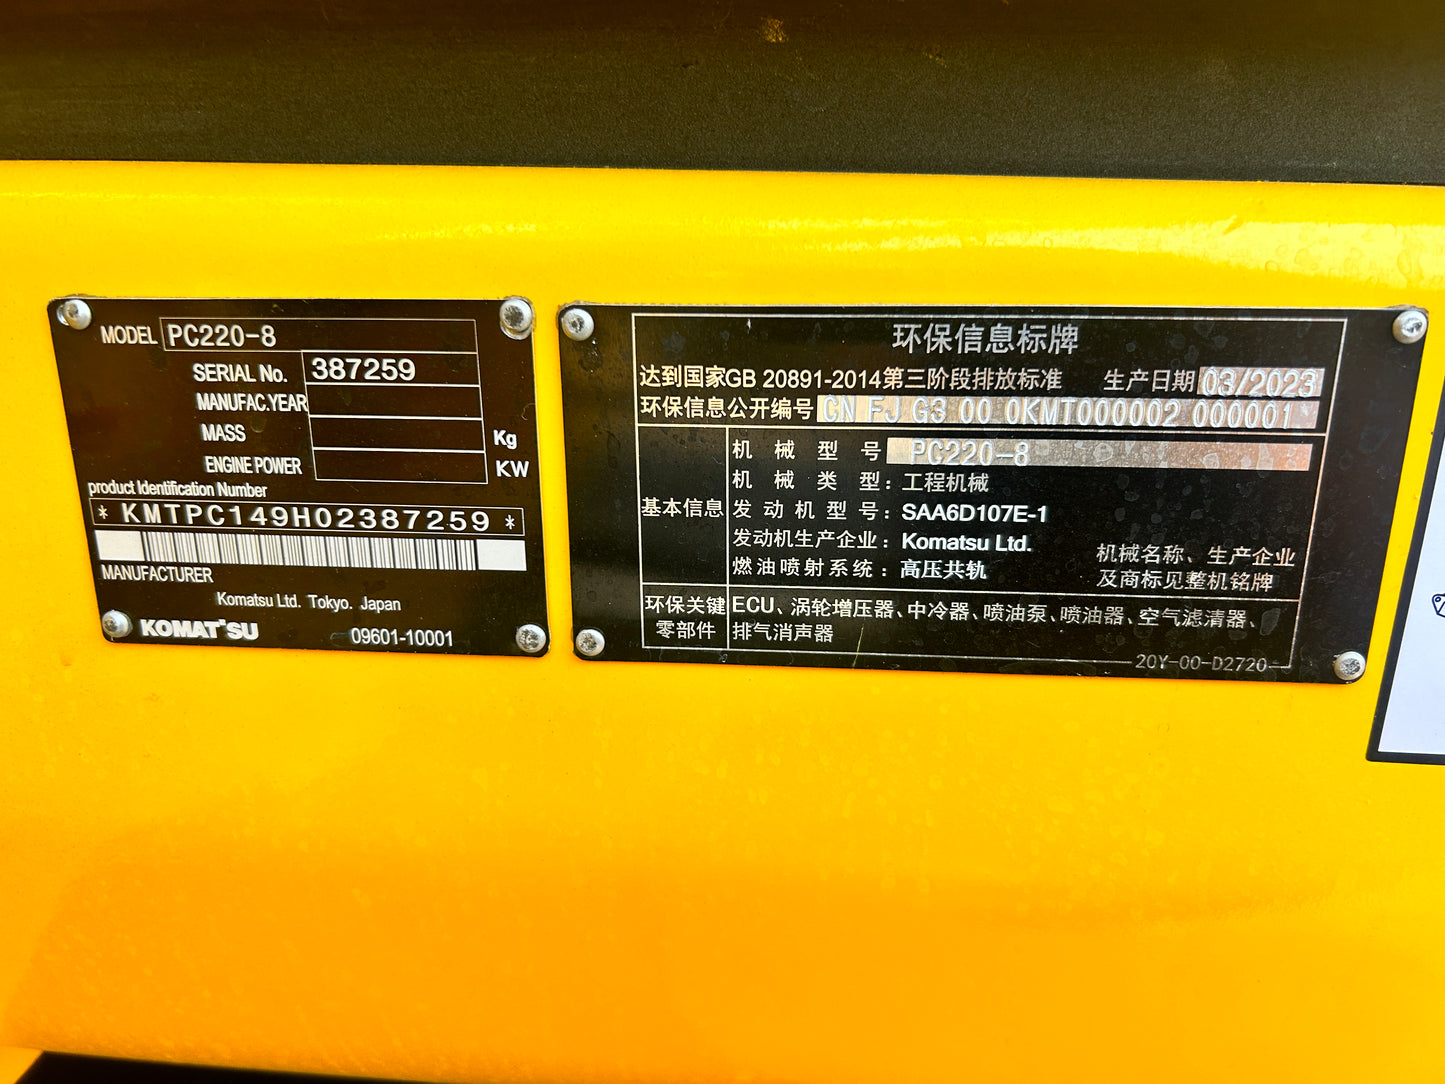 MODEL PC220-8
SERIAL No. 387259
MANUFAC.YEAR
MASS Kg
ENGINE POWER KW
product Identification Number
* KMTPC149H02387259 *
MANUFACTURER
Komatsu Ltd. Tokyo. Japan
KOMATSU 09601-10001
环保信息标牌
达到国家GB 20891-2014第三阶段排放标准 生产日期 03/2023
环保信息公开编号 CN FJ G3 00 0KMT000002 000001
基本信息
机械型号 PC220-8
机械类型: 工程机械
发动机型号: SAA6D107E-1
发动机生产企业: Komatsu Ltd.
燃油喷射系统: 高压共轨
机械名称、生产企业
及商标见整机铭牌
环保关键
零部件
ECU、涡轮增压器、中冷器、喷油泵、喷油器、空气滤清器、
排气消声器
20Y-00-D2720